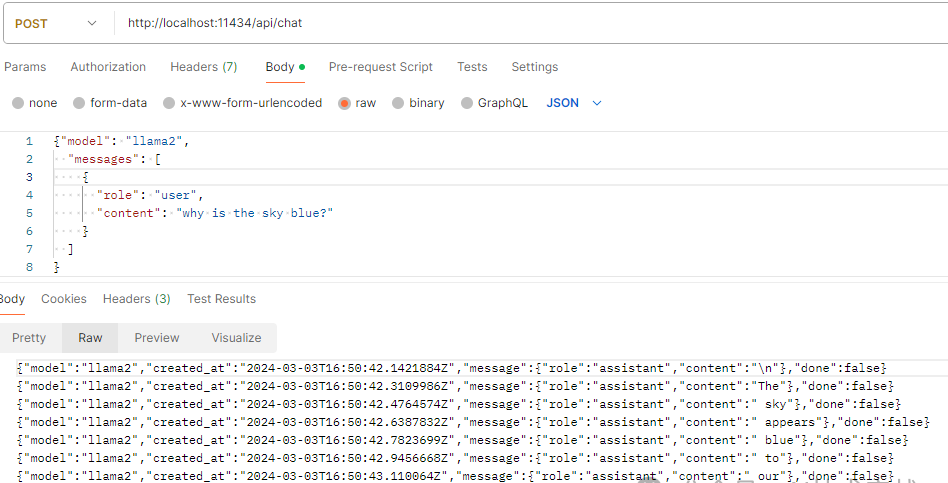 POST http://localhost:11434/api/chat
Params Authorization Headers (7) Body Pre-request Script Tests Settings
none form-data x-www-form-urlencoded raw binary GraphQL JSON
1 {"model": "llama2",
2 "messages": [
3 {
4 "role": "user",
5 "content": "why is the sky blue?"
6 }
7 ]
8 }
Body Cookies Headers (3) Test Results
Pretty Raw Preview Visualize
{"model":"llama2","created_at":"2024-03-03T16:50:42.1421884Z","message":{"role":"assistant","content":"\n"},"done":false}
{"model":"llama2","created_at":"2024-03-03T16:50:42.3109986Z","message":{"role":"assistant","content":"The"},"done":false}
{"model":"llama2","created_at":"2024-03-03T16:50:42.4764574Z","message":{"role":"assistant","content":" sky"},"done":false}
{"model":"llama2","created_at":"2024-03-03T16:50:42.6387832Z","message":{"role":"assistant","content":" appears"},"done":false}
{"model":"llama2","created_at":"2024-03-03T16:50:42.7823699Z","message":{"role":"assistant","content":" blue"},"done":false}
{"model":"llama2","created_at":"2024-03-03T16:50:42.9456668Z","message":{"role":"assistant","content":" to"},"done":false}
{"model":"llama2","created_at":"2024-03-03T16:50:43.110064Z","message":{"role":"assistant","content":" our"},"done":false}